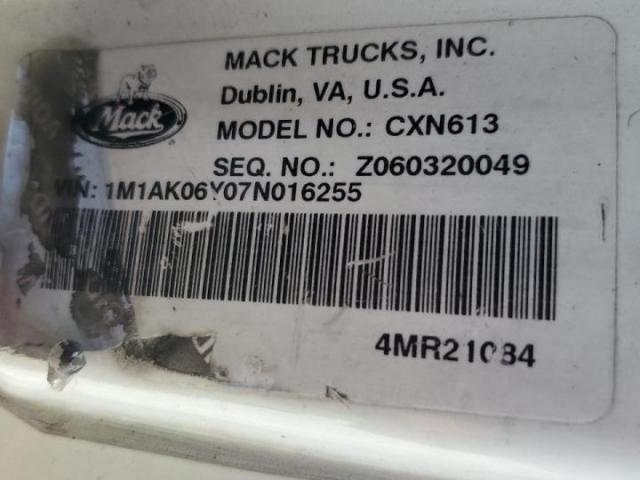 MACK TRUCKS, INC.
Dublin, VA, U.S.A.
Mack
MODEL NO.: CXN613
SEQ. NO.: Z060320049
VIN: 1M1AK06Y07N016255
4MR21084